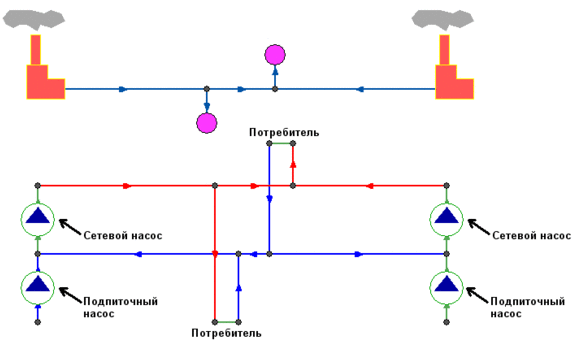 Потребитель
Сетевой насос
Сетевой насос
Подпиточный
насос
Подпиточный
насос
Потребитель